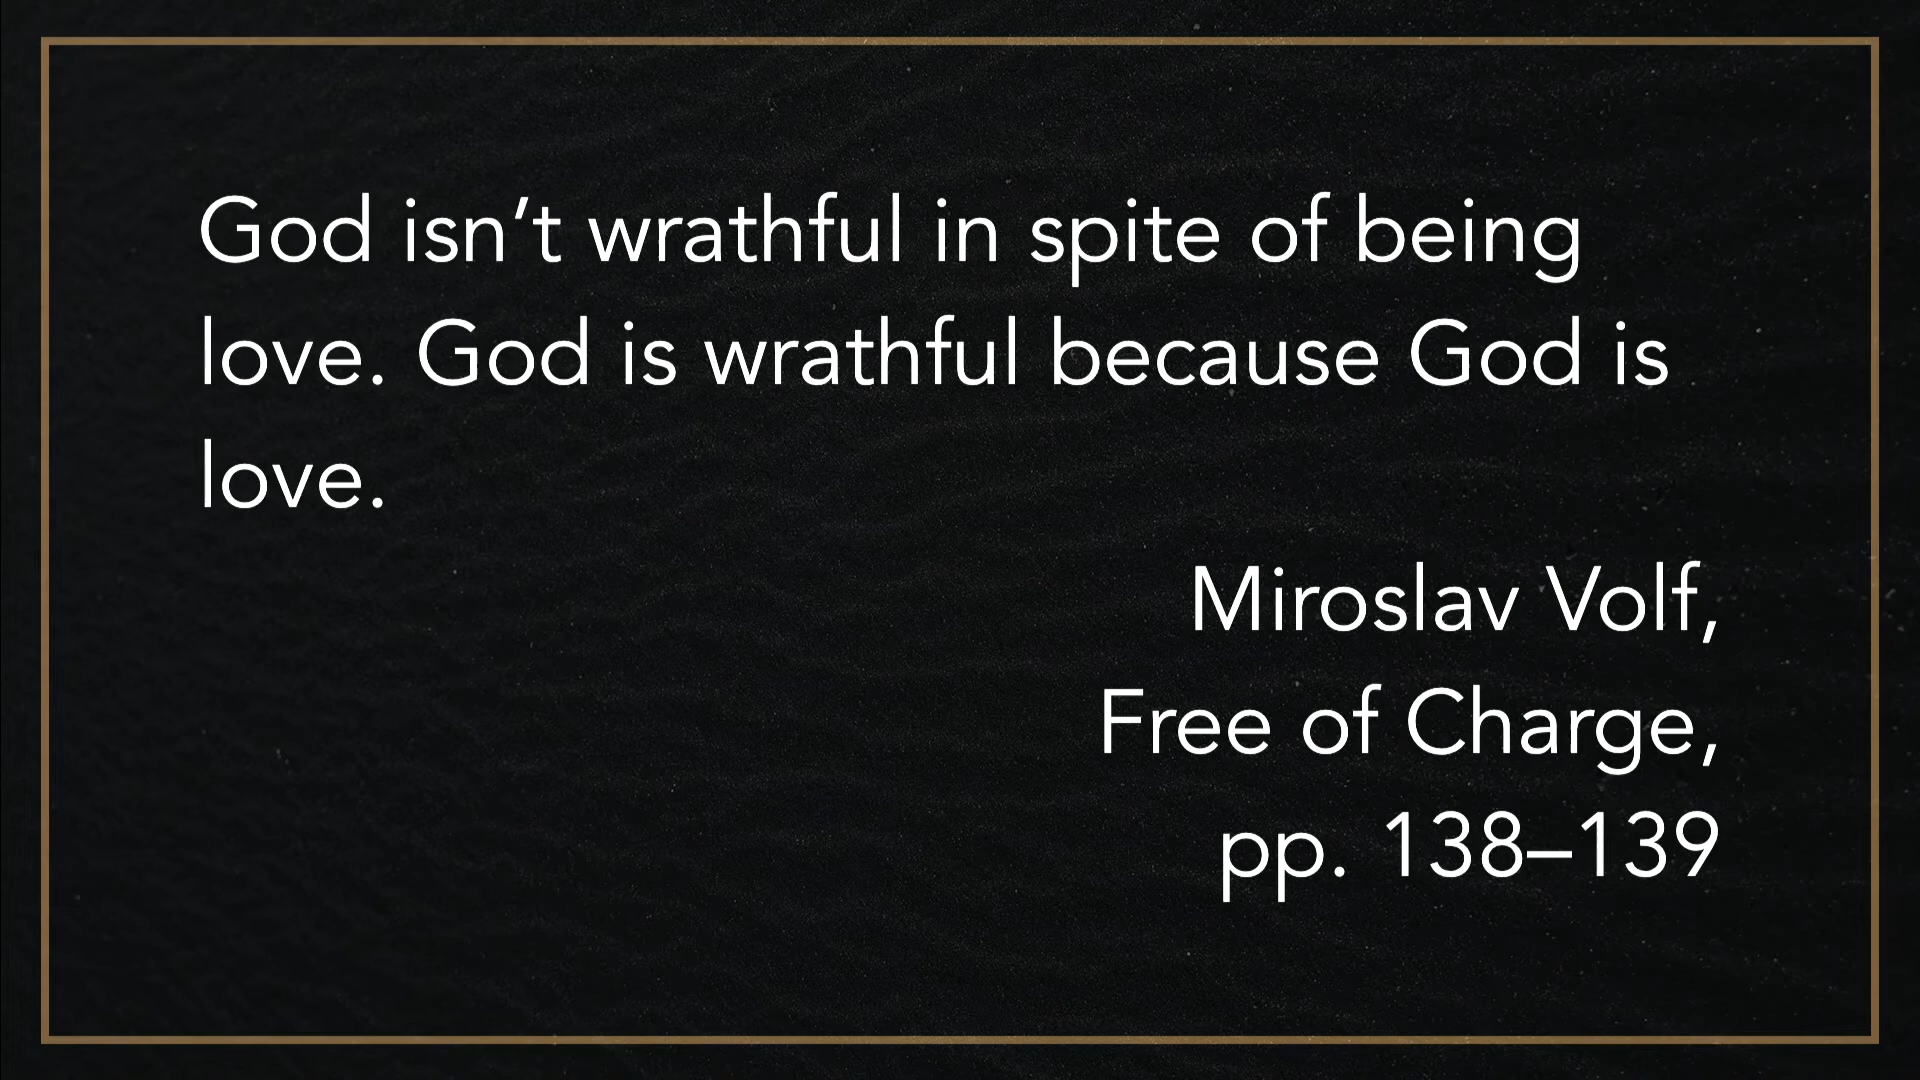 God isn’t wrathful in spite of being
love. God is wrathful because God is
love.
Miroslav Volf,
Free of Charge,
pp. 138–139